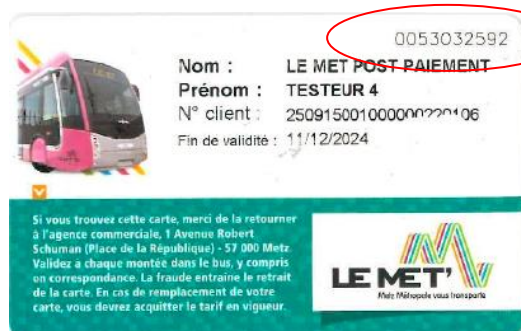 0053032592
Nom : LE MET POST PAIEMENT
Prénom : TESTEUR 4
N° client :
Fin de validité : 11/12/2024
Si vous trouvez cette carte, merci de la retourner
à l'agence commerciale, 1 Avenue Robert
Schuman (Place de la République) - 57 000 Metz.
Validez à chaque montée dans le bus, y compris
en correspondance. La fraude entraine le retrait
de la carte. En cas de remplacement de votre
carte, vous devrez acquitter le tarif en vigueur.
LE MET'
Metz Métropole vous transporte